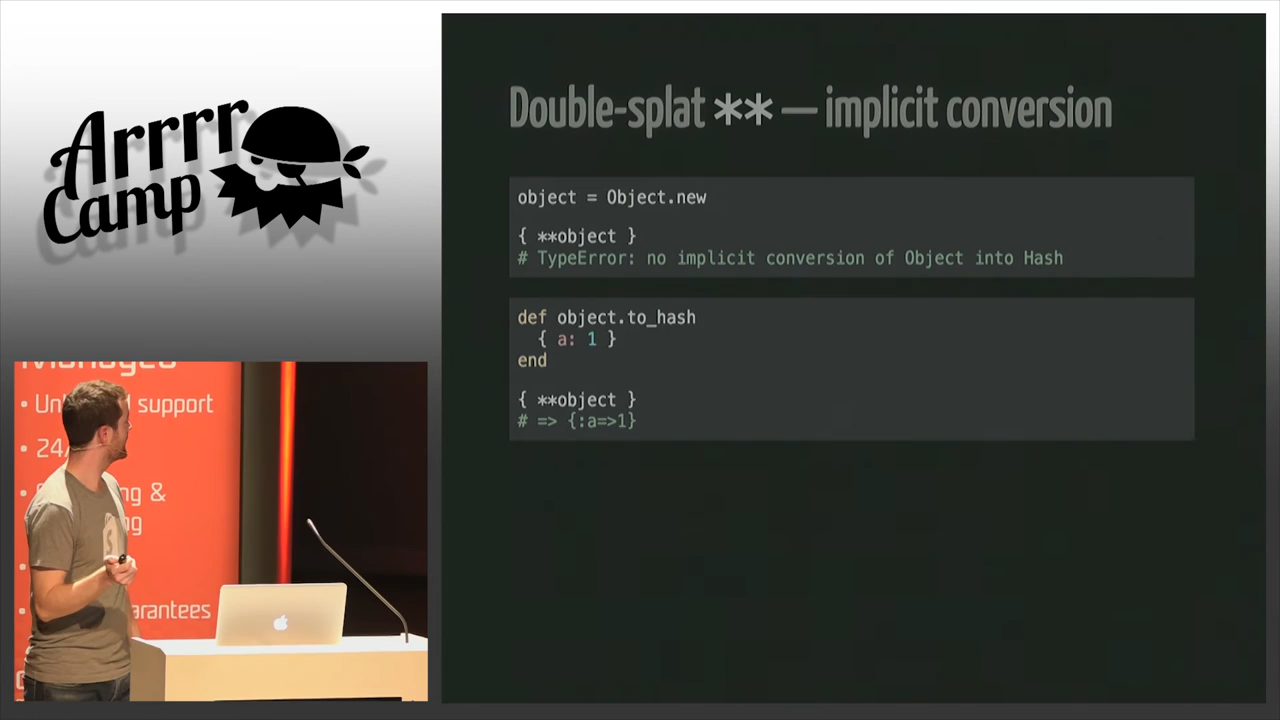 Arrrr
Camp
Double-splat ** — implicit conversion
object = Object.new
{ **object }
# TypeError: no implicit conversion of Object into Hash
def object.to_hash
{ a: 1 }
end
{ **object }
# => {:a=>1}
Managed
• support
• 24/
ng &
ng
arantees